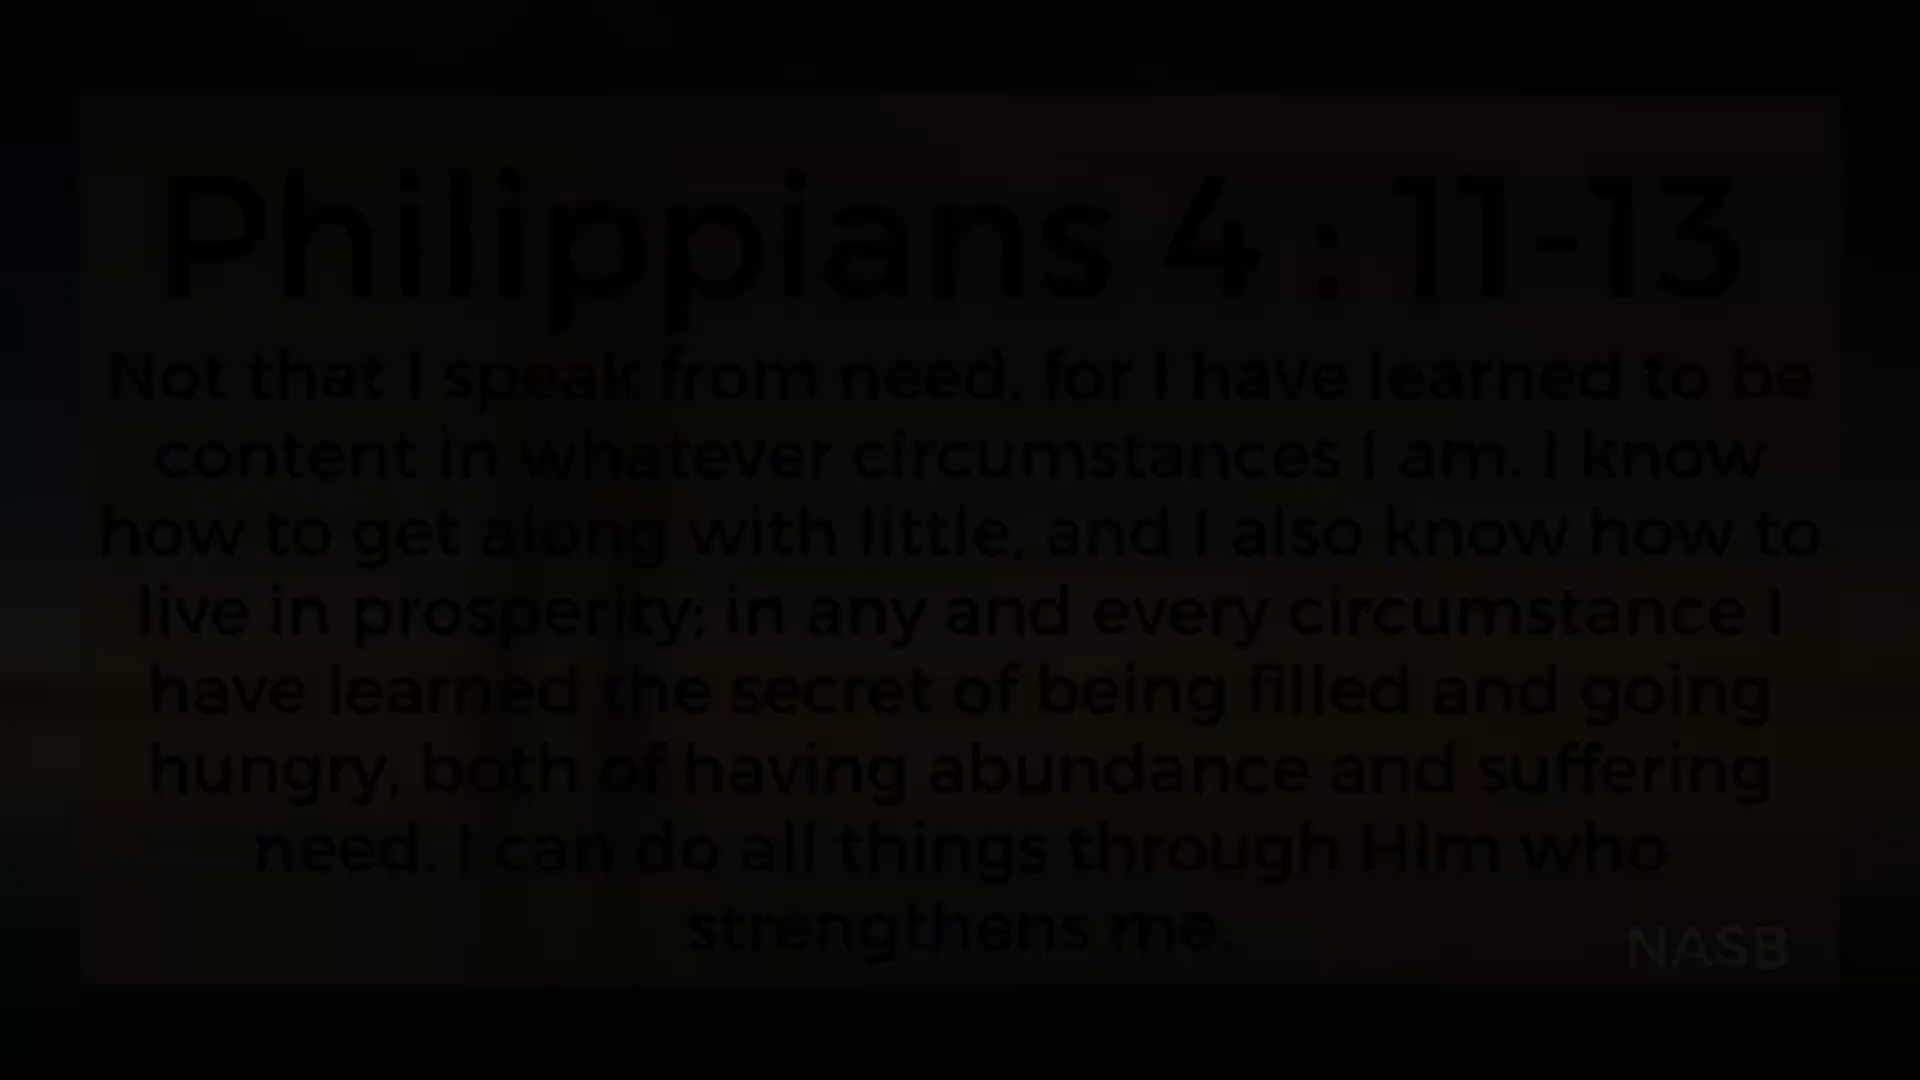 Philippians 4 : 11-13
Not that I speak from need, for I have learned to be
content in whatever circumstances I am. I know
how to get along with little, and I also know how to
live in prosperity; in any and every circumstance I
have learned the secret of being filled and going
hungry, both of having abundance and suffering
need. I can do all things through Him who
strengthens me.
NASB